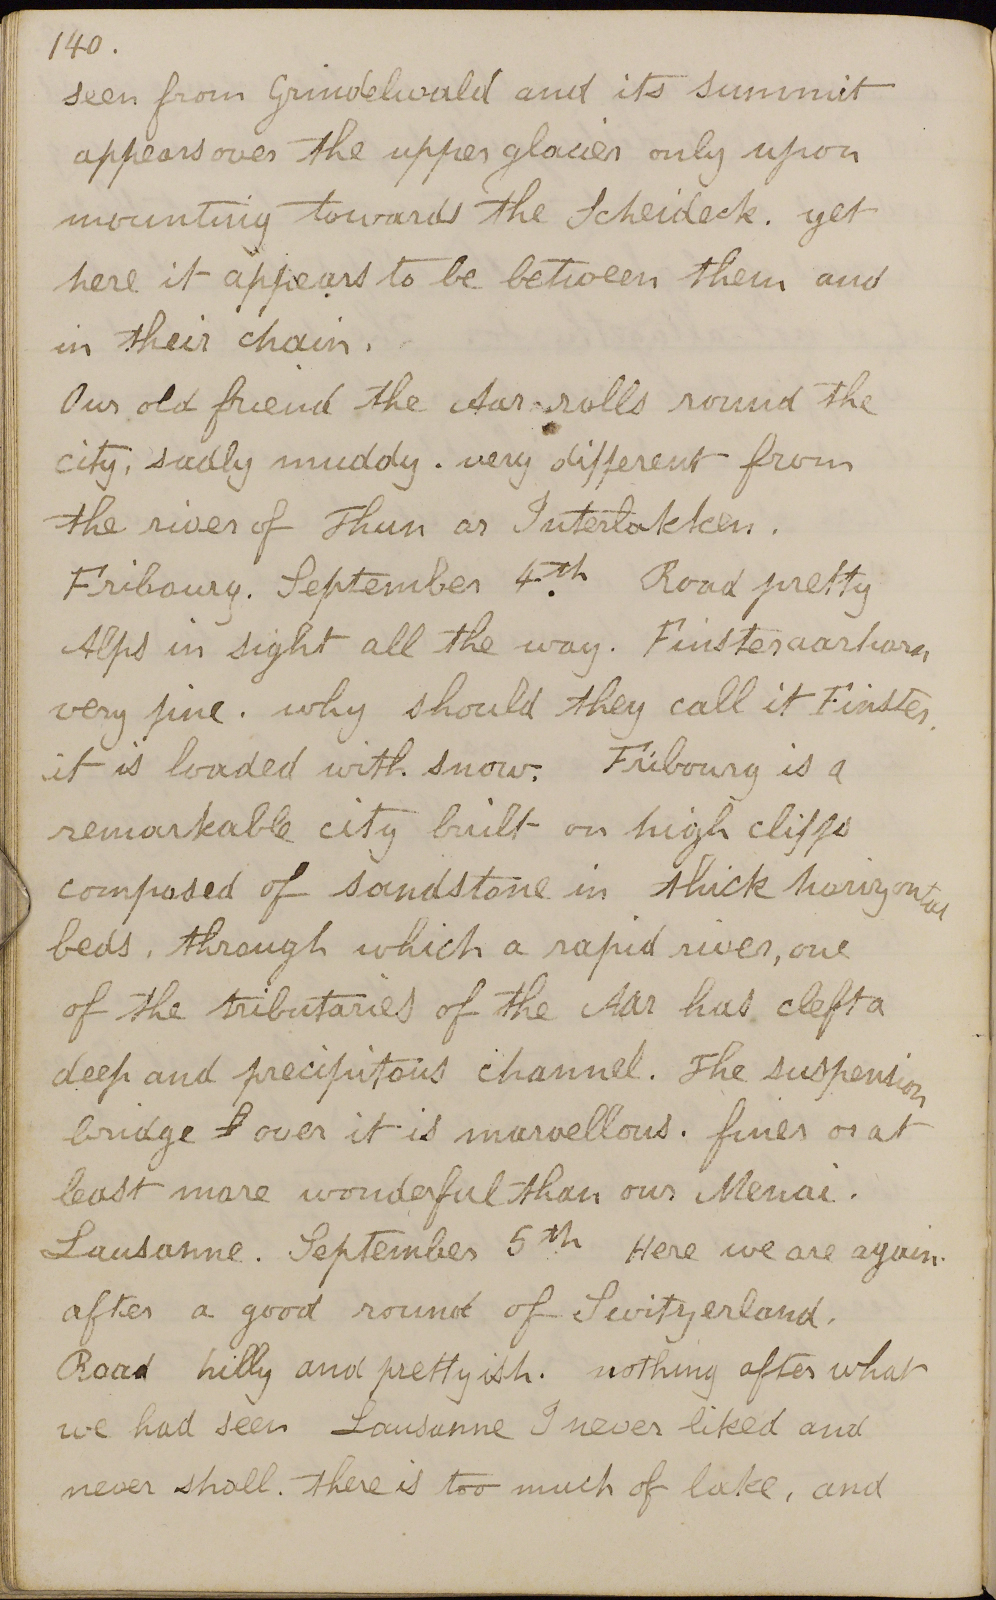 140.
seen from Grindelwald and its summit
appears over the upper glacier only upon
mounting towards the Scheideck. yet
here it appears to be between them and
in their chain.
Our old friend the Aar rolls round the
city, sadly muddy. very different from
the river of Thun or Interlakken.
Fribourg. September 4th. Road pretty
Alps in sight all the way. Finsteraarhorn
very fine. why should they call it Finster.
it is loaded with snow. Fribourg is a
remarkable city built on high cliffs
composed of sandstone in thick horizontal
beds, through which a rapid river, one
of the tributaries of the Aar has cleft a
deep and precipitous channel. The suspension
bridge over it is marvellous. finer or at
least more wonderful than our Menai.
Lausanne. September 5th Here we are again.
after a good round of Switzerland.
Road hilly and prettyish. nothing after what
we had seen Lausanne I never liked and
never shall. there is too much of lake, and